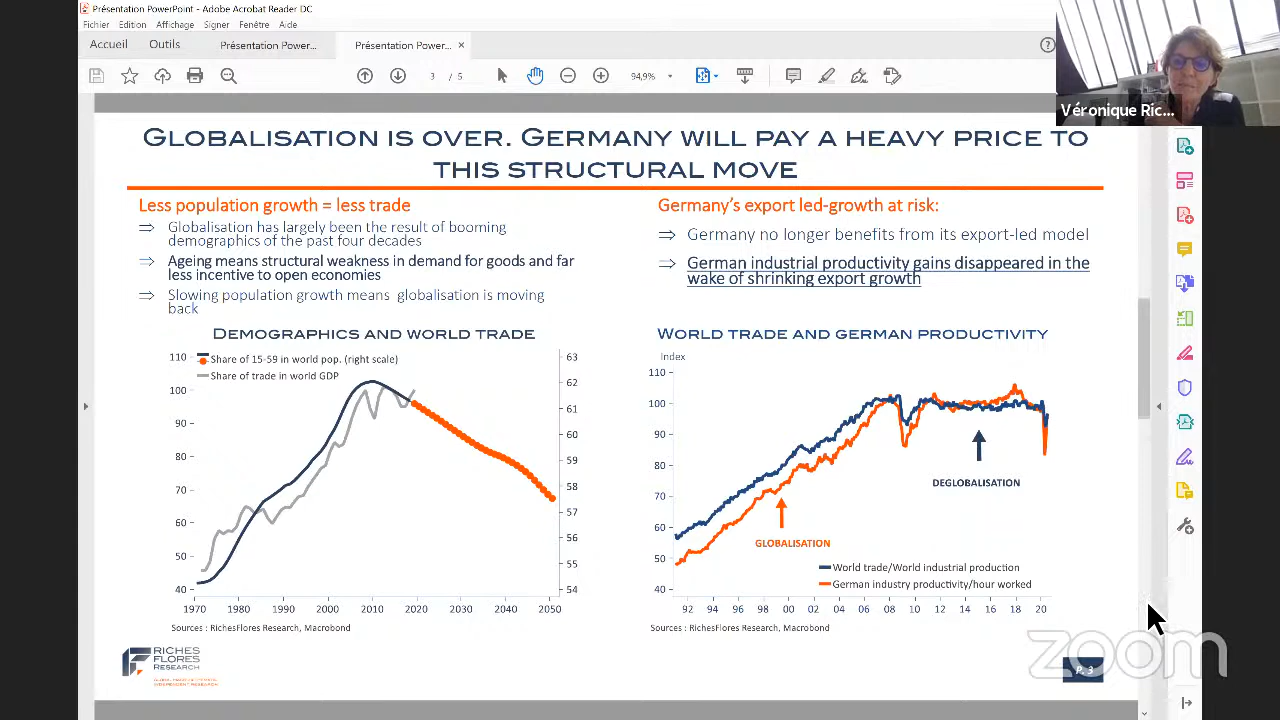 Présentation PowerPoint - Adobe Acrobat Reader DC
Fichier Edition Affichage Signer Fenêtre Aide
Accueil Outils Présentation Power... Présentation Power... ×
3 / 5 94,9%
Véronique Ric...
GLOBALISATION IS OVER. GERMANY WILL PAY A HEAVY PRICE TO
THIS STRUCTURAL MOVE
Less population growth = less trade
⇒ Globalisation has largely been the result of booming
demographics of the past four decades
⇒ Ageing means structural weakness in demand for goods and far
less incentive to open economies
⇒ Slowing population growth means globalisation is moving
back
Germany's export led-growth at risk:
⇒ Germany no longer benefits from its export-led model
⇒ German industrial productivity gains disappeared in the
wake of shrinking export growth
DEMOGRAPHICS AND WORLD TRADE
Share of 15-59 in world pop. (right scale)
Share of trade in world GDP
110
100
90
80
70
60
50
40
63
62
61
60
59
58
57
56
55
54
1970 1980 1990 2000 2010 2020 2030 2040 2050
Sources : RichesFlores Research, Macrobond
WORLD TRADE AND GERMAN PRODUCTIVITY
Index
110
100
90
80
70
60
50
40
DEGLOBALISATION
GLOBALISATION
World trade/World industrial production
German industry productivity/hour worked
92 94 96 98 00 02 04 06 08 10 12 14 16 18 20
Sources : RichesFlores Research, Macrobond
RICHES
FLORES
RESEARCH
INDEPENDENT RESEARCH
P. 3
zoom